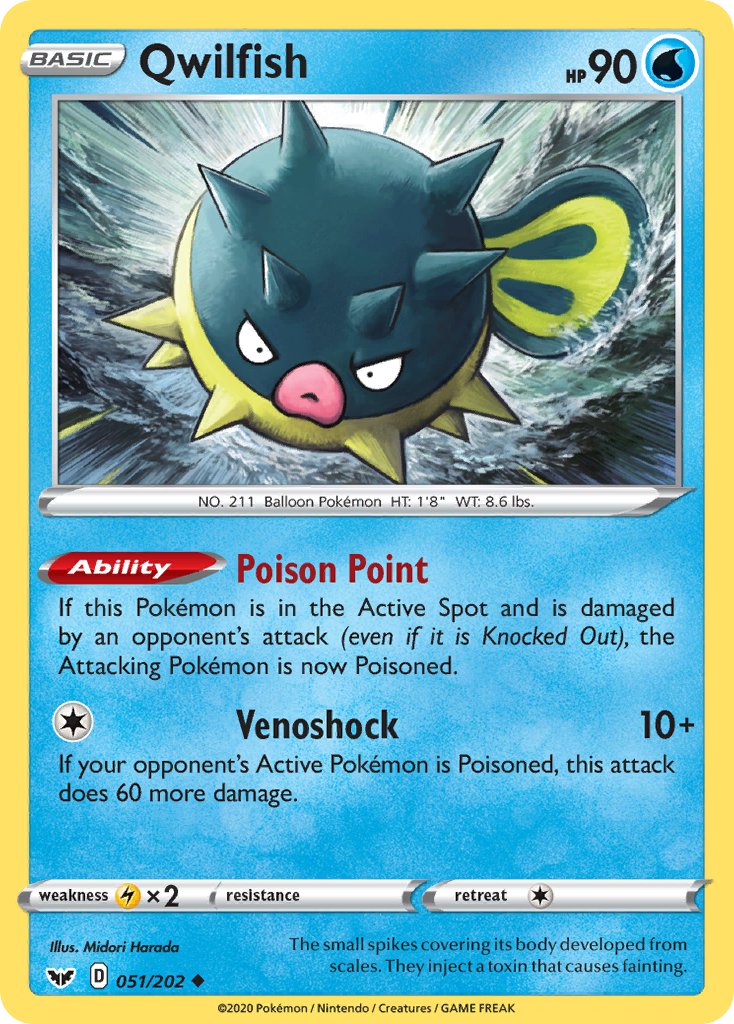 BASIC Qwilfish HP 90
NO. 211 Balloon Pokémon HT: 1'8" WT: 8.6 lbs.
Ability Poison Point
If this Pokémon is in the Active Spot and is damaged
by an opponent's attack (even if it is Knocked Out), the
Attacking Pokémon is now Poisoned.
Venoshock 10+
If your opponent's Active Pokémon is Poisoned, this attack
does 60 more damage.
weakness ×2 resistance retreat
Illus. Midori Harada
The small spikes covering its body developed from
scales. They inject a toxin that causes fainting.
D 051/202
©2020 Pokémon / Nintendo / Creatures / GAME FREAK